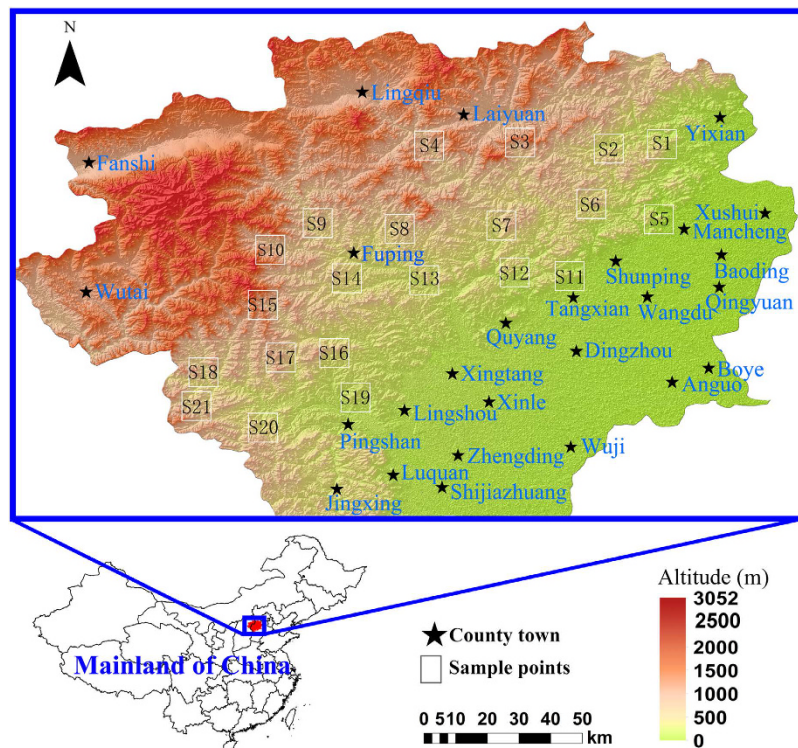 N
Lingqiu
Laiyuan
Yixian
Fanshi
S4
S3
S2
S1
S6
Xushui
S9
S8
S7
S5
Mancheng
S10
Fuping
Shunping
Baoding
S14
S13
S12
S11
Wutai
Tangxian
Wangdu
Qingyuan
S15
Quyang
Dingzhou
S17
S16
S18
Xingtang
Boye
Anguo
S21
S19
Lingshou
Xinle
S20
Pingshan
Zhengding
Wuji
Luquan
Jingxing
Shijiazhuang
Mainland of China
County town
Sample points
0 510 20 30 40 50
km
Altitude (m)
3052
2500
2000
1500
1000
500
0